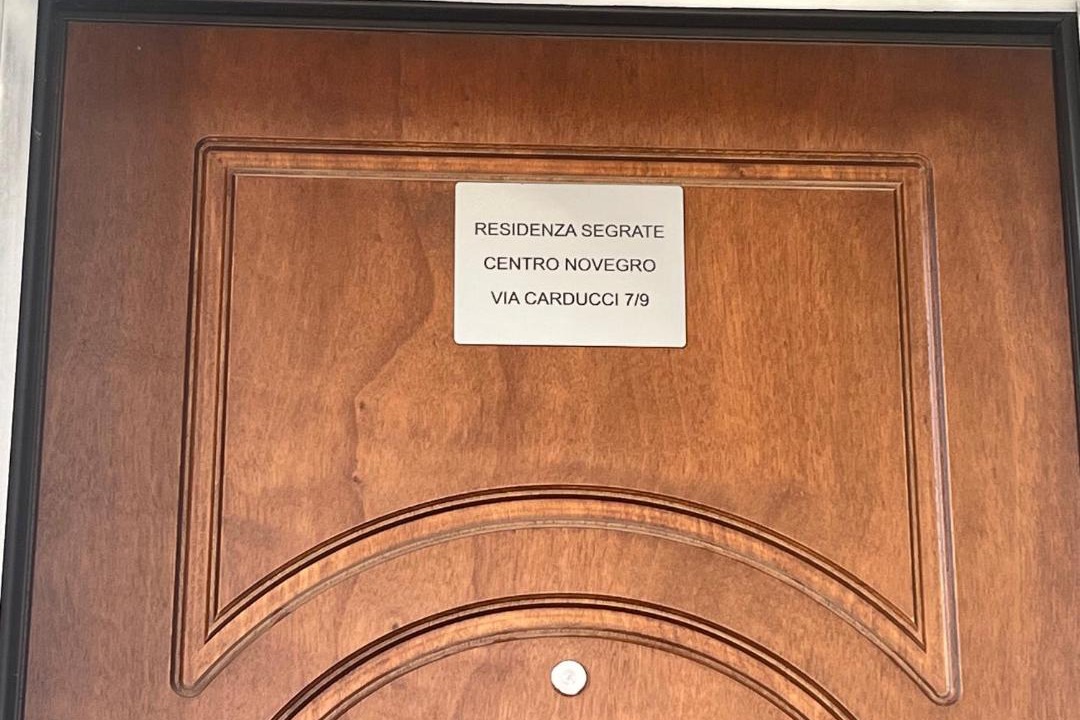 RESIDENZA SEGRATE
CENTRO NOVEGRO
VIA CARDUCCI 7/9